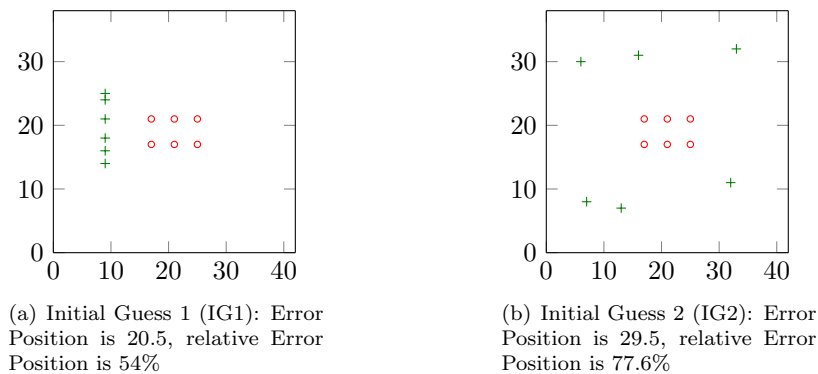 30
20
10
0
0 10 20 30 40
(a) Initial Guess 1 (IG1): Error
Position is 20.5, relative Error
Position is 54%
30
20
10
0
0 10 20 30 40
(b) Initial Guess 2 (IG2): Error
Position is 29.5, relative Error
Position is 77.6%